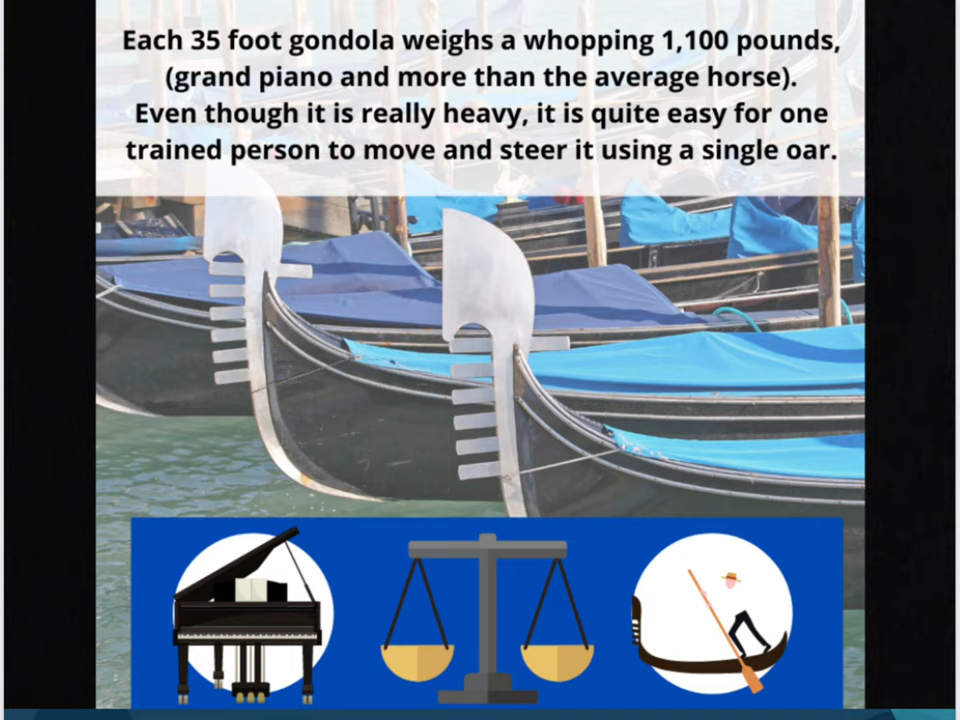 Each 35 foot gondola weighs a whopping 1,100 pounds,
(grand piano and more than the average horse).
Even though it is really heavy, it is quite easy for one
trained person to move and steer it using a single oar.